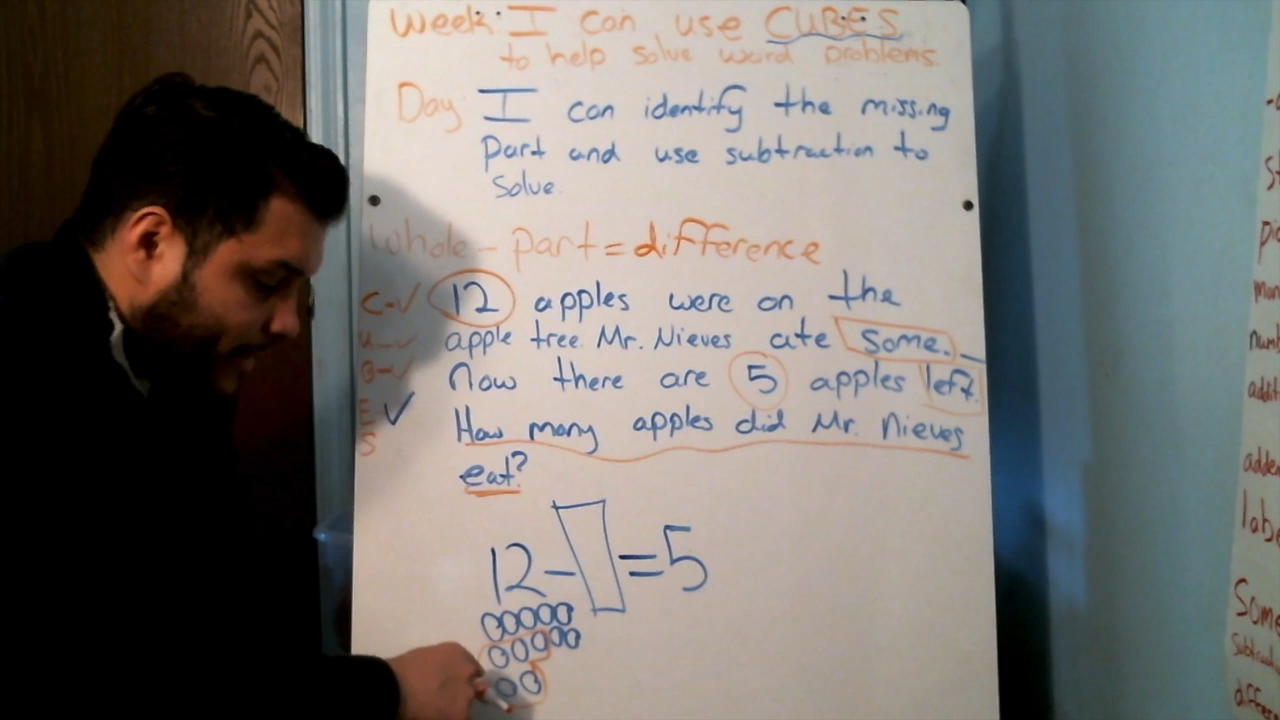 Week: I can use CUBES
to help solve word problems.
Day I can identify the missing
part and use subtraction to
solve.
Whole - part = difference
C-✓ 12 apples were on the
U-✓ apple tree. Mr. Nieves ate some.
B-✓ Now there are 5 apples left.
E-✓ How many apples did Mr. Nieves
S
eat?
12 - = 5
Some